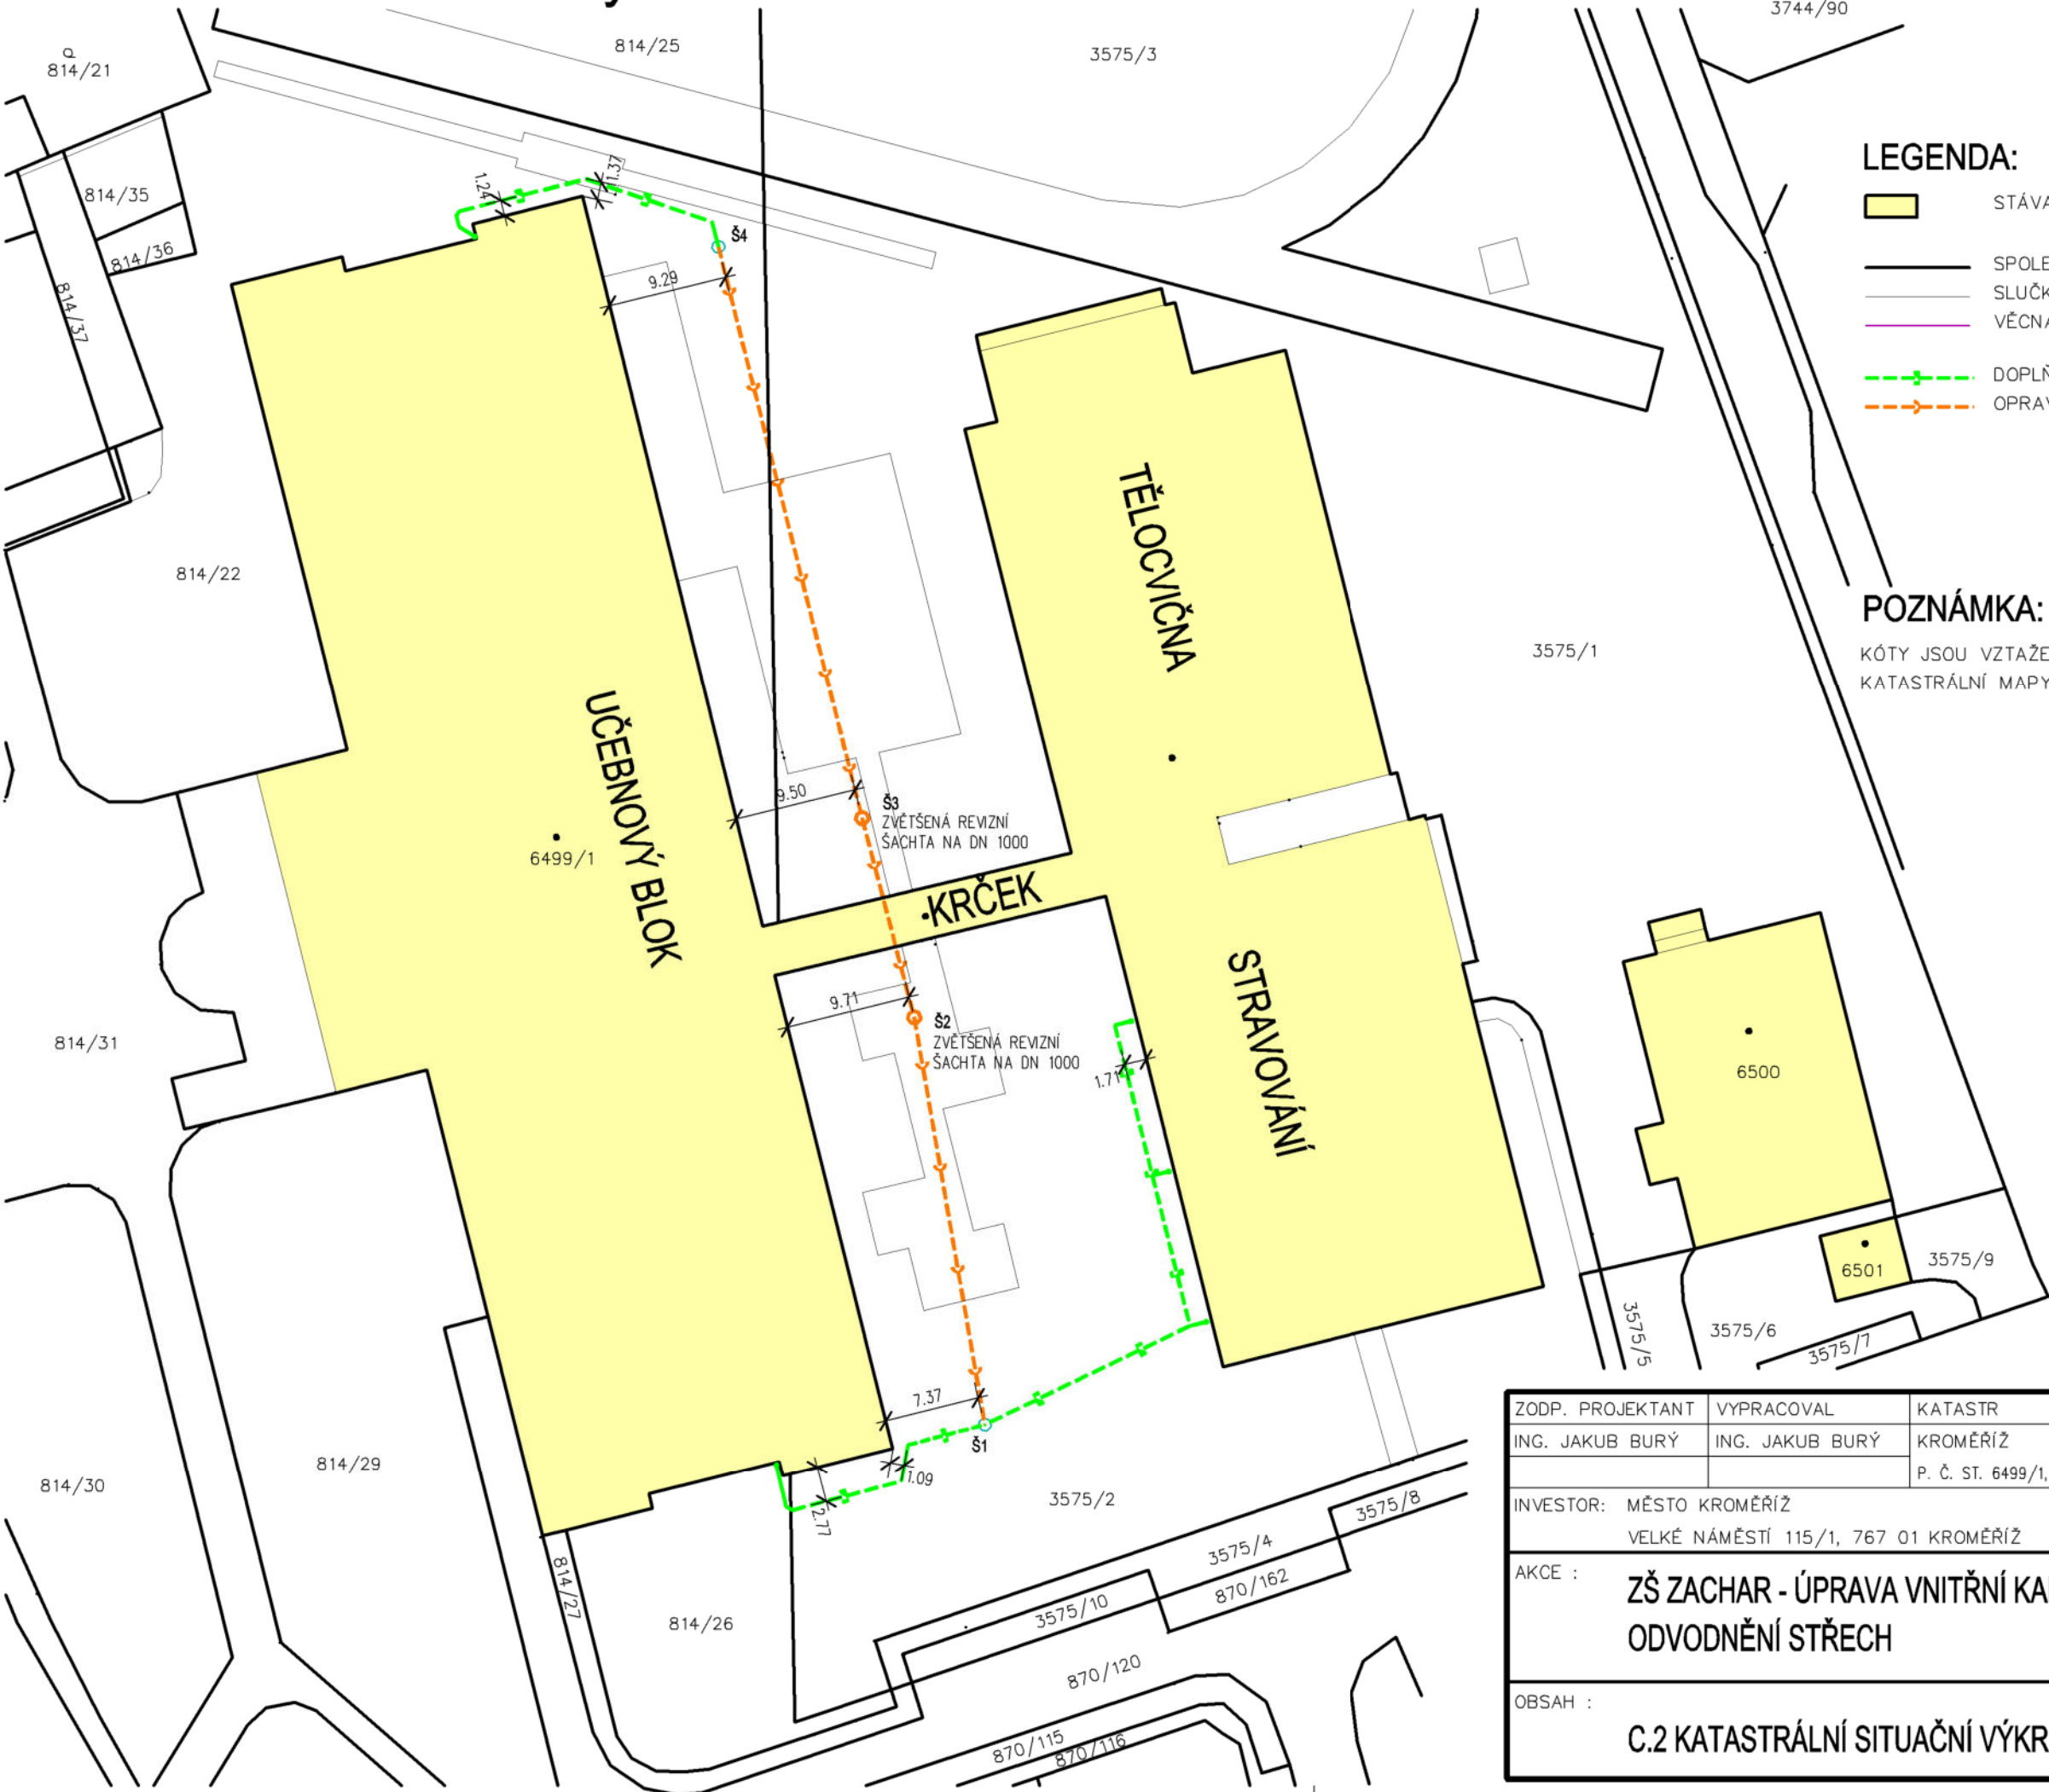 3744/90
814/25
3575/3
814/21
814/35
814/36
814/37
1.24
1.37
Š4
9.29
LEGENDA:
STÁVA
SPOLE
SLUČK
VĚCNA
DOPLŇ
OPRAV
814/22
TĚLOCVIČNA
3575/1
POZNÁMKA:
KÓTY JSOU VZTAŽE
KATASTRÁLNÍ MAPY
UČEBNOVÝ BLOK
6499/1
9.50
Š3
ZVĚTŠENÁ REVIZNÍ
ŠACHTA NA DN 1000
KRČEK
9.71
Š2
ZVĚTŠENÁ REVIZNÍ
ŠACHTA NA DN 1000
1.71
STRAVOVÁNÍ
814/31
6500
6501
3575/9
3575/5
3575/6
3575/7
7.37
Š1
1.09
2.77
814/30
814/29
3575/2
3575/8
3575/4
870/162
3575/10
814/27
814/26
870/120
870/115
870/116
ZODP. PROJEKTANT VYPRACOVAL KATASTR
ING. JAKUB BURÝ ING. JAKUB BURÝ KROMĚŘÍŽ
P. Č. ST. 6499/1,
INVESTOR: MĚSTO KROMĚŘÍŽ
VELKÉ NÁMĚSTÍ 115/1, 767 01 KROMĚŘÍŽ
AKCE :
ZŠ ZACHAR - ÚPRAVA VNITŘNÍ KA
ODVODNĚNÍ STŘECH
OBSAH :
C.2 KATASTRÁLNÍ SITUAČNÍ VÝKR